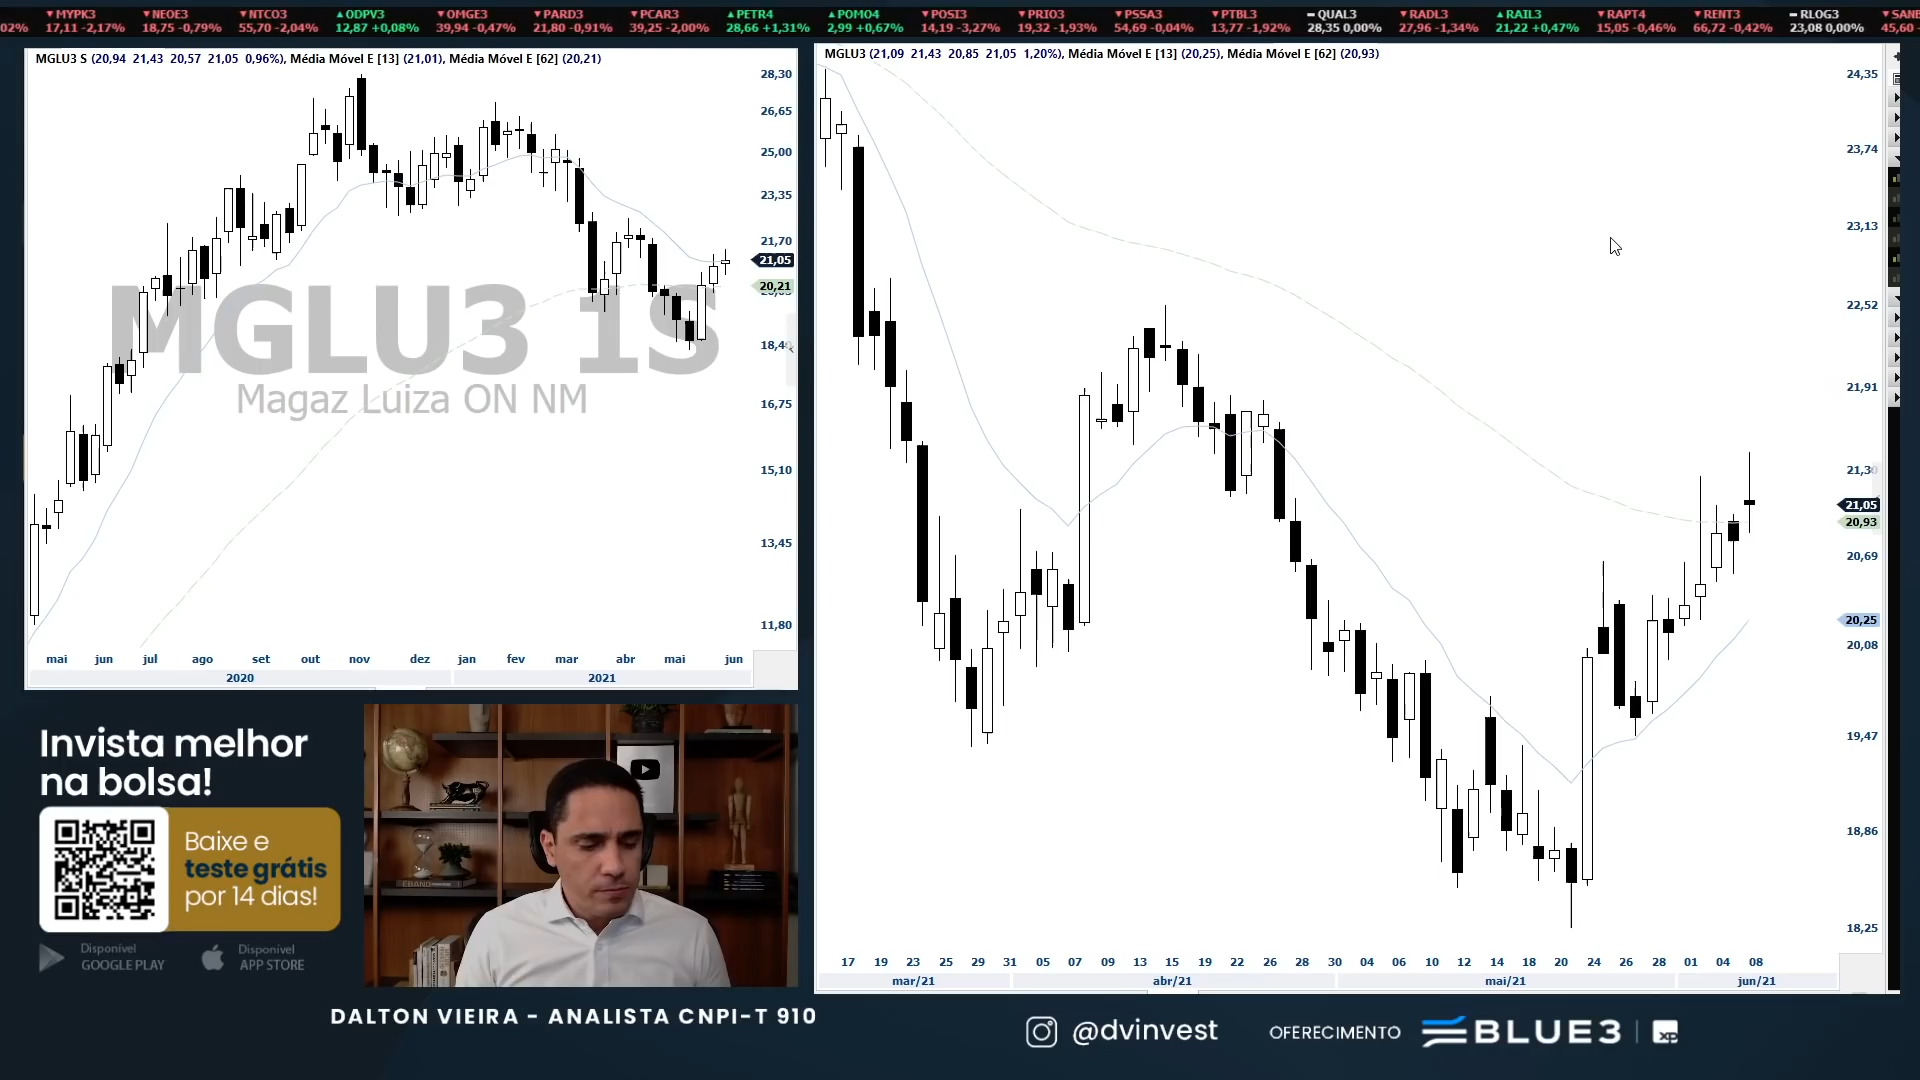 02% ▼MYPK3 ▼NEOE3 ▼NTCO3 ▲ODPV3 ▼OMGE3 ▼PARD3 ▼PCAR3 ▲PETR4 ▲POMO4 ▼POSI3 ▼PRIO3 ▼PSSA3 ▼PTBL3 QUAL3 ▼RADL3 ▲RAIL3 ▼RAPT4 ▼RENT3 RLOG3 ▼SANB
17,11 -2,17% 18,75 -0,79% 55,70 -2,04% 12,87 +0,08% 39,94 -0,47% 21,80 -0,91% 39,25 -2,00% 28,66 +1,31% 2,99 +0,67% 14,19 -3,27% 19,32 -1,93% 54,69 -0,04% 13,77 -1,92% 28,35 0,00% 27,96 -1,34% 21,22 +0,47% 15,05 -0,46% 66,72 -0,42% 23,08 0,00% 45,60
MGLU3 S (20,94 21,43 20,57 21,05 0,96%), Média Móvel E [13] (21,01), Média Móvel E [62] (20,21)
28,30
26,65
25,00
23,35
21,70
21,05
20,21
18,40
16,75
15,10
13,45
11,80
MGLU3 1S
Magaz Luiza ON NM
mai jun jul ago set out nov dez jan fev mar abr mai jun
2020 2021
MGLU3 (21,09 21,43 20,85 21,05 1,20%), Média Móvel E [13] (20,25), Média Móvel E [62] (20,93)
24,35
23,74
23,13
22,52
21,91
21,30
21,05
20,93
20,69
20,25
20,08
19,47
18,86
18,25
17 19 23 25 29 31 05 07 09 13 15 19 22 26 28 30 04 06 10 12 14 18 20 24 26 28 01 04 08
mar/21 abr/21 mai/21 jun/21
Invista melhor
na bolsa!
Baixe e
teste grátis
por 14 dias!
Disponível
GOOGLE PLAY
Disponível
APP STORE
DALTON VIEIRA - ANALISTA CNPI-T 910
@dvinvest
OFERECIMENTO
BLUE3
xp